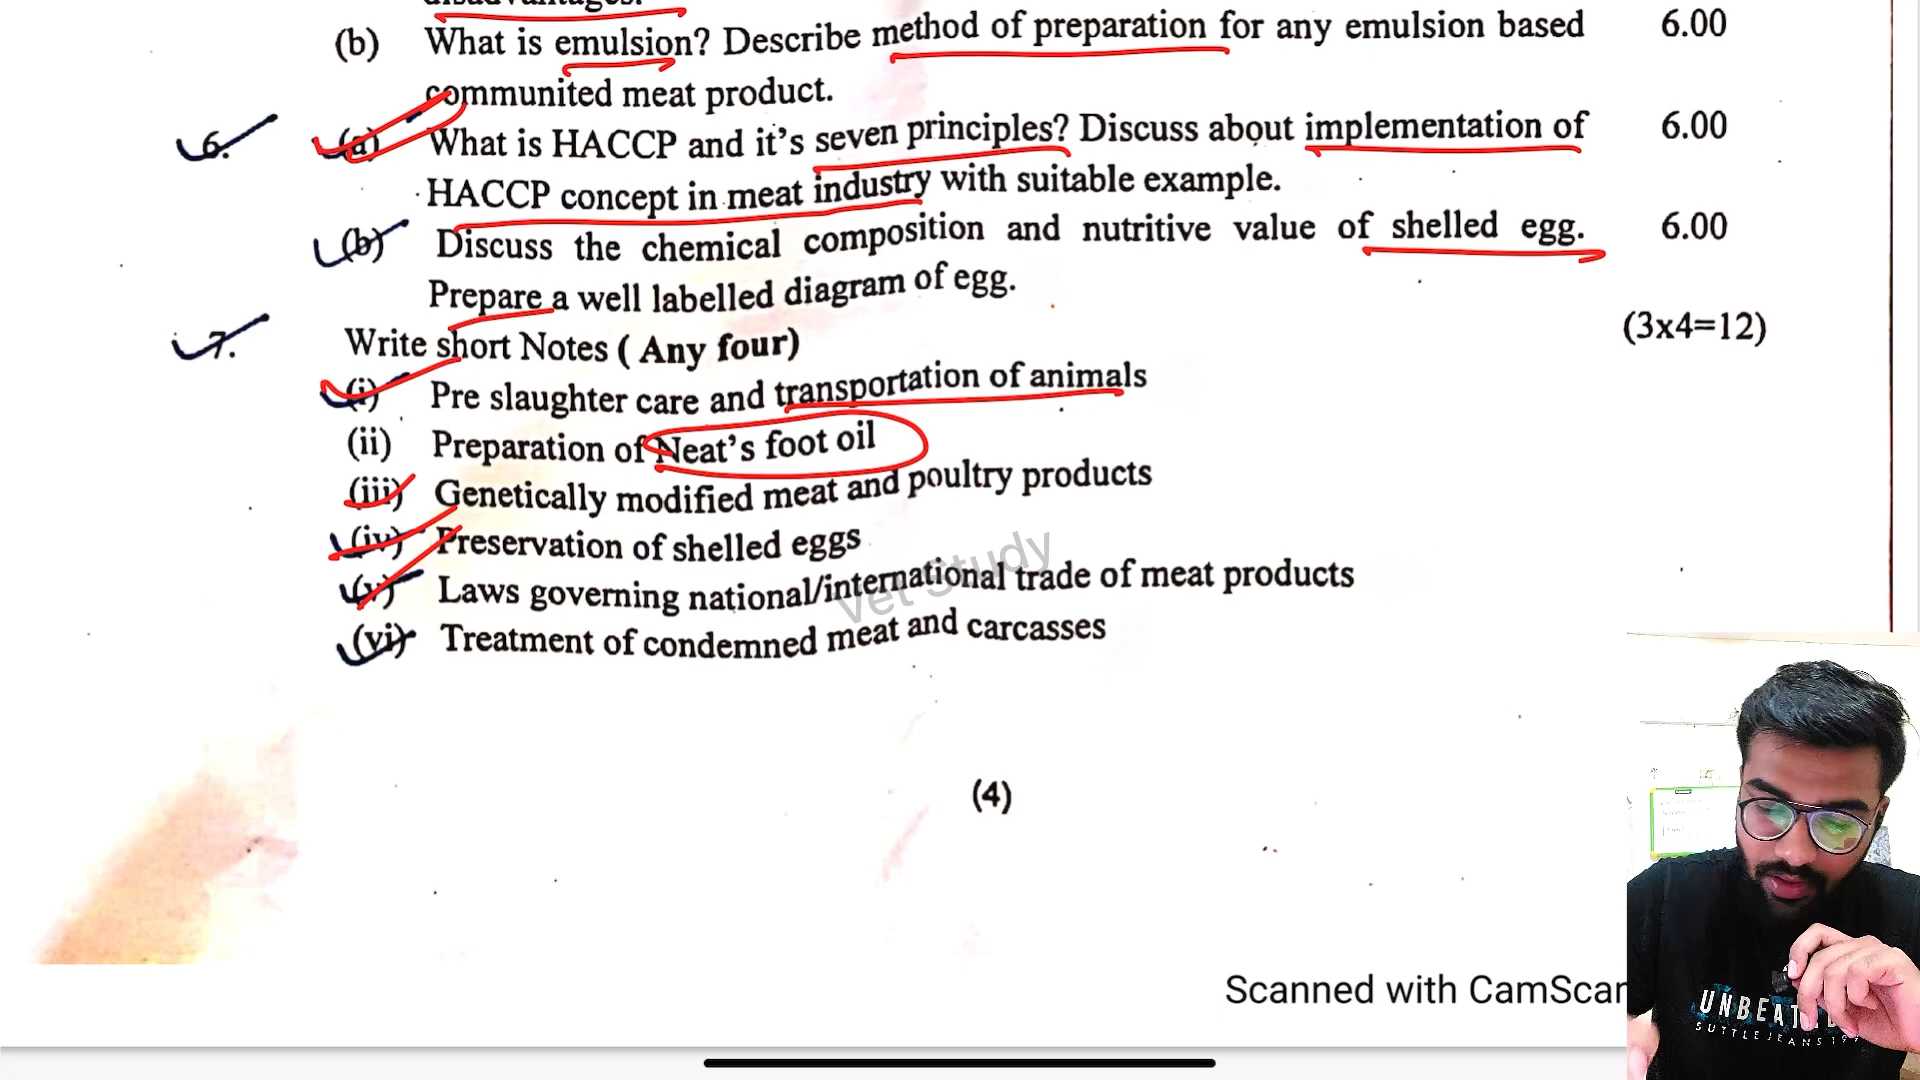 disadvantages.
(b) What is emulsion? Describe method of preparation for any emulsion based 6.00
communited meat product.
6. (a) What is HACCP and it's seven principles? Discuss about implementation of 6.00
HACCP concept in meat industry with suitable example.
(b) Discuss the chemical composition and nutritive value of shelled egg. 6.00
Prepare a well labelled diagram of egg.
7. Write short Notes ( Any four) (3x4=12)
(i) Pre slaughter care and transportation of animals
(ii) Preparation of Neat's foot oil
(iii) Genetically modified meat and poultry products
(iv) Preservation of shelled eggs
(v) Laws governing national/international trade of meat products
(vi) Treatment of condemned meat and carcasses
Vet Study
(4)
Scanned with CamScan
UNBEAT
SUTTLE JEANS 199